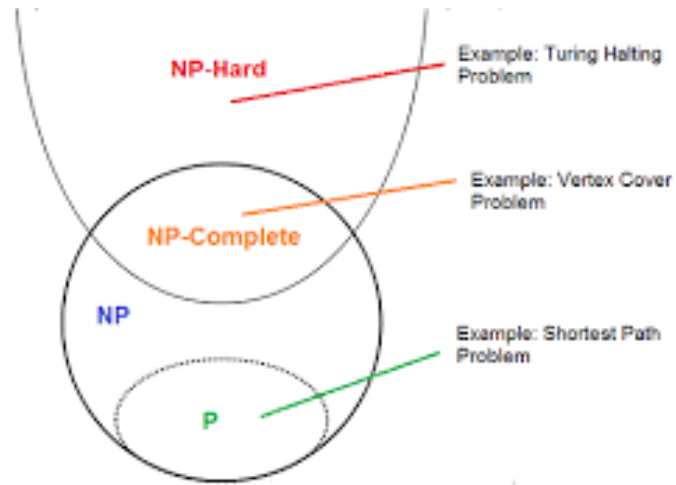 NP-Hard
Example: Turing Halting
Problem
Example: Vertex Cover
Problem
NP-Complete
NP
Example: Shortest Path
Problem
P